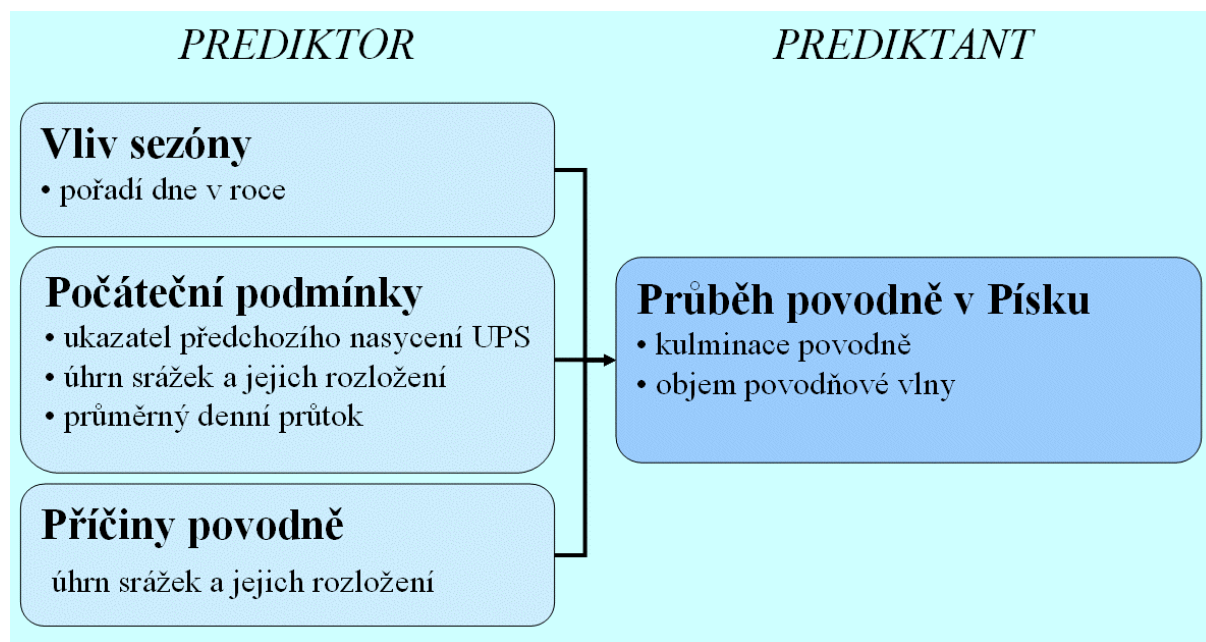 PREDIKTOR
PREDIKTANT
Vliv sezóny
• pořadí dne v roce
Počáteční podmínky
• ukazatel předchozího nasycení UPS
• úhrn srážek a jejich rozložení
• průměrný denní průtok
Příčiny povodně
úhrn srážek a jejich rozložení
Průběh povodně v Písku
• kulminace povodně
• objem povodňové vlny